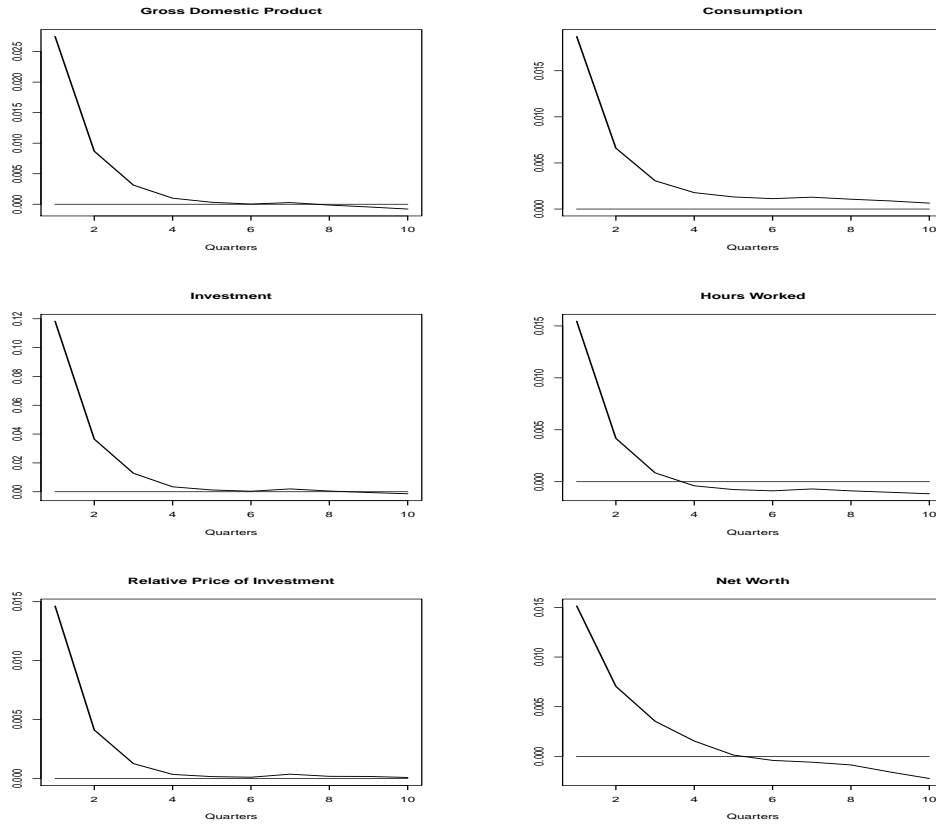 Gross Domestic Product
0.025
0.020
0.015
0.010
0.005
0.000
2 4 6 8 10
Quarters
Consumption
0.015
0.010
0.005
0.000
2 4 6 8 10
Quarters
Investment
0.12
0.10
0.08
0.06
0.04
0.02
0.00
2 4 6 8 10
Quarters
Hours Worked
0.015
0.010
0.005
0.000
2 4 6 8 10
Quarters
Relative Price of Investment
0.015
0.010
0.005
0.000
2 4 6 8 10
Quarters
Net Worth
0.015
0.010
0.005
0.000
2 4 6 8 10
Quarters